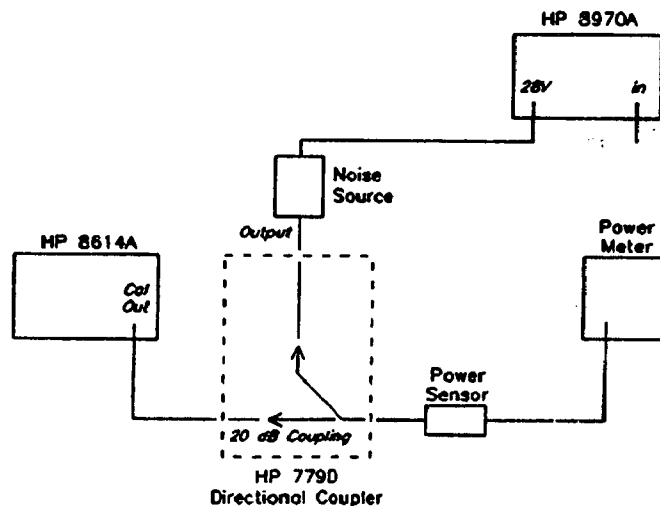 HP 8970A
28V
in
Noise
Source
Output
HP 8614A
Cal
Out
Power
Meter
Power
Sensor
20 dB Coupling
HP 779D
Directional Coupler